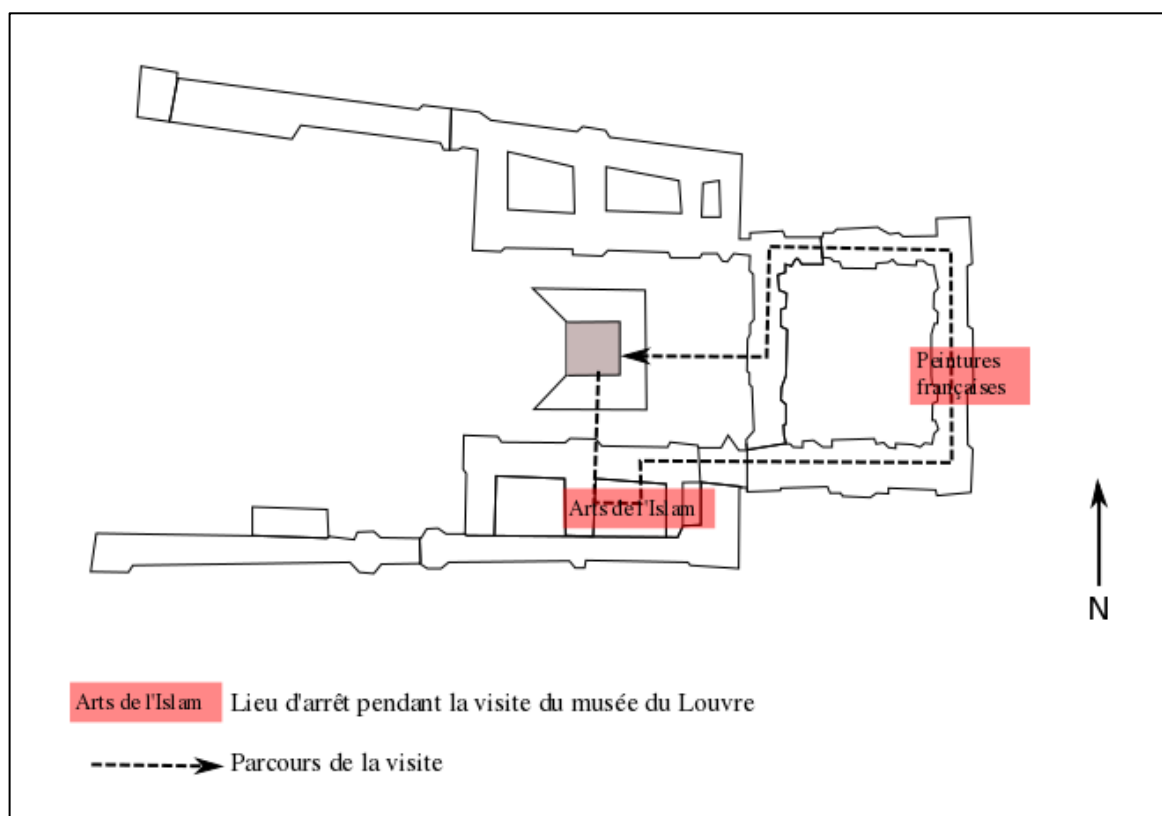 Peintures
françaises
Arts de l'Islam
N
Arts de l'Islam Lieu d'arrêt pendant la visite du musée du Louvre
Parcours de la visite